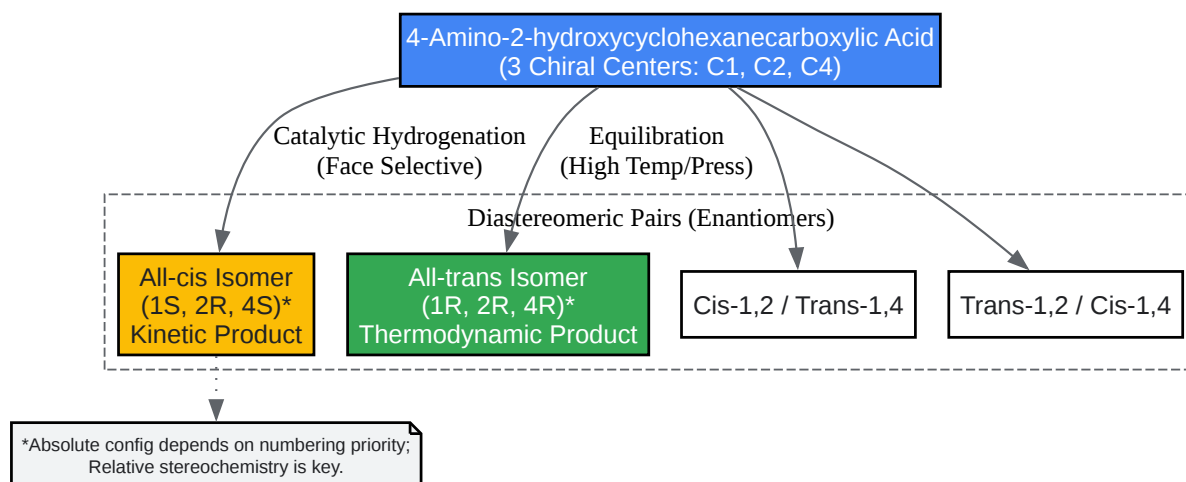 4-Amino-2-hydroxycyclohexanecarboxylic Acid
(3 Chiral Centers: C1, C2, C4)
Catalytic Hydrogenation
(Face Selective)
Equilibration
(High Temp/Press)
Diastereomeric Pairs (Enantiomers)
All-cis Isomer
(1S, 2R, 4S)*
Kinetic Product
All-trans Isomer
(1R, 2R, 4R)*
Thermodynamic Product
Cis-1,2 / Trans-1,4
Trans-1,2 / Cis-1,4
*Absolute config depends on numbering priority;
Relative stereochemistry is key.